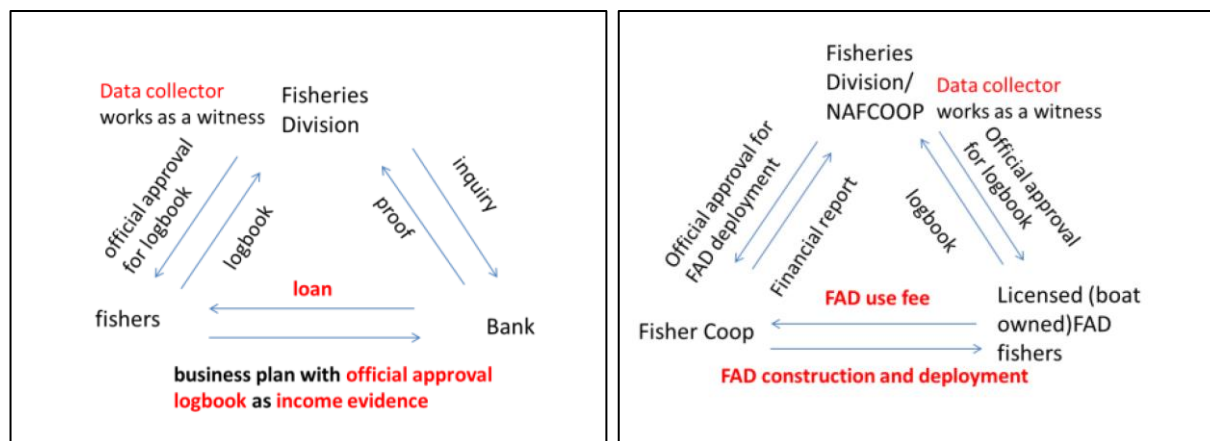 Data collector
works as a witness
Fisheries
Division
official approval
for logbook
logbook
inquiry
proof
loan
fishers
Bank
business plan with official approval
logbook as income evidence
Fisheries
Division/
NAFCOOP
Data collector
works as a witness
Official approval for
FAD deployment
Financial report
logbook
Official approval
for logbook
FAD use fee
Fisher Coop
Licensed (boat
owned)FAD
fishers
FAD construction and deployment